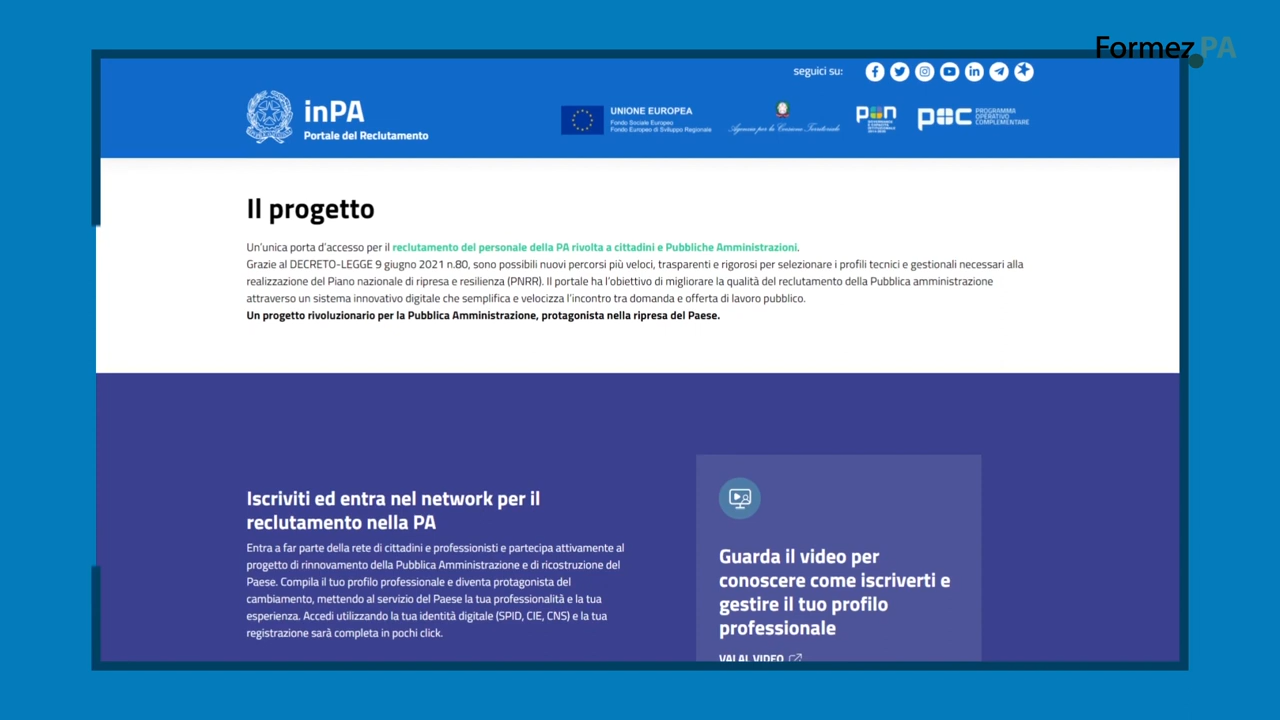 Formez PA
seguici su:
inPA
Portale del Reclutamento
UNIONE EUROPEA
Fondo Sociale Europeo
Fondo Europeo di Sviluppo Regionale
Agenzia per la Coesione Territoriale
pon
GOVERNANCE
E CAPACITÀ
ISTITUZIONALE
2014-2020
poc
PROGRAMMA
OPERATIVO
COMPLEMENTARE
Il progetto
Un'unica porta d'accesso per il reclutamento del personale della PA rivolta a cittadini e Pubbliche Amministrazioni.
Grazie al DECRETO-LEGGE 9 giugno 2021 n.80, sono possibili nuovi percorsi più veloci, trasparenti e rigorosi per selezionare i profili tecnici e gestionali necessari alla
realizzazione del Piano nazionale di ripresa e resilienza (PNRR). Il portale ha l'obiettivo di migliorare la qualità del reclutamento della Pubblica amministrazione
attraverso un sistema innovativo digitale che semplifica e velocizza l'incontro tra domanda e offerta di lavoro pubblico.
Un progetto rivoluzionario per la Pubblica Amministrazione, protagonista nella ripresa del Paese.
Iscriviti ed entra nel network per il
reclutamento nella PA
Entra a far parte della rete di cittadini e professionisti e partecipa attivamente al
progetto di rinnovamento della Pubblica Amministrazione e di ricostruzione del
Paese. Compila il tuo profilo professionale e diventa protagonista del
cambiamento, mettendo al servizio del Paese la tua professionalità e la tua
esperienza. Accedi utilizzando la tua identità digitale (SPID, CIE, CNS) e la tua
registrazione sarà completa in pochi click.
Guarda il video per
conoscere come iscriverti e
gestire il tuo profilo
professionale
VAI AL VIDEO